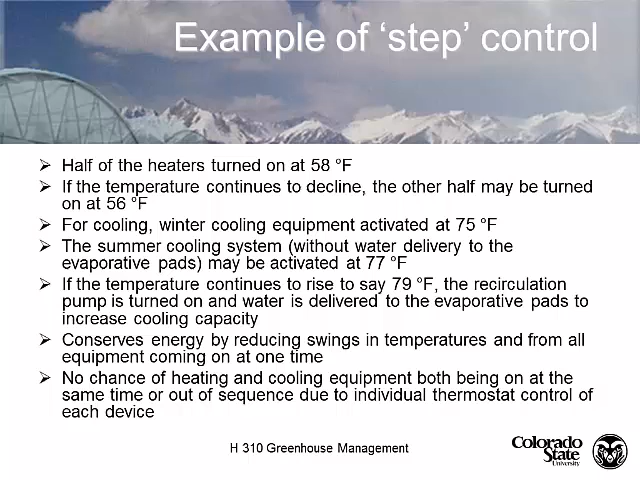 Example of ‘step’ control
➢ Half of the heaters turned on at 58 °F
➢ If the temperature continues to decline, the other half may be turned
on at 56 °F
➢ For cooling, winter cooling equipment activated at 75 °F
➢ The summer cooling system (without water delivery to the
evaporative pads) may be activated at 77 °F
➢ If the temperature continues to rise to say 79 °F, the recirculation
pump is turned on and water is delivered to the evaporative pads to
increase cooling capacity
➢ Conserves energy by reducing swings in temperatures and from all
equipment coming on at one time
➢ No chance of heating and cooling equipment both being on at the
same time or out of sequence due to individual thermostat control of
each device
H 310 Greenhouse Management
Colorado
State
University